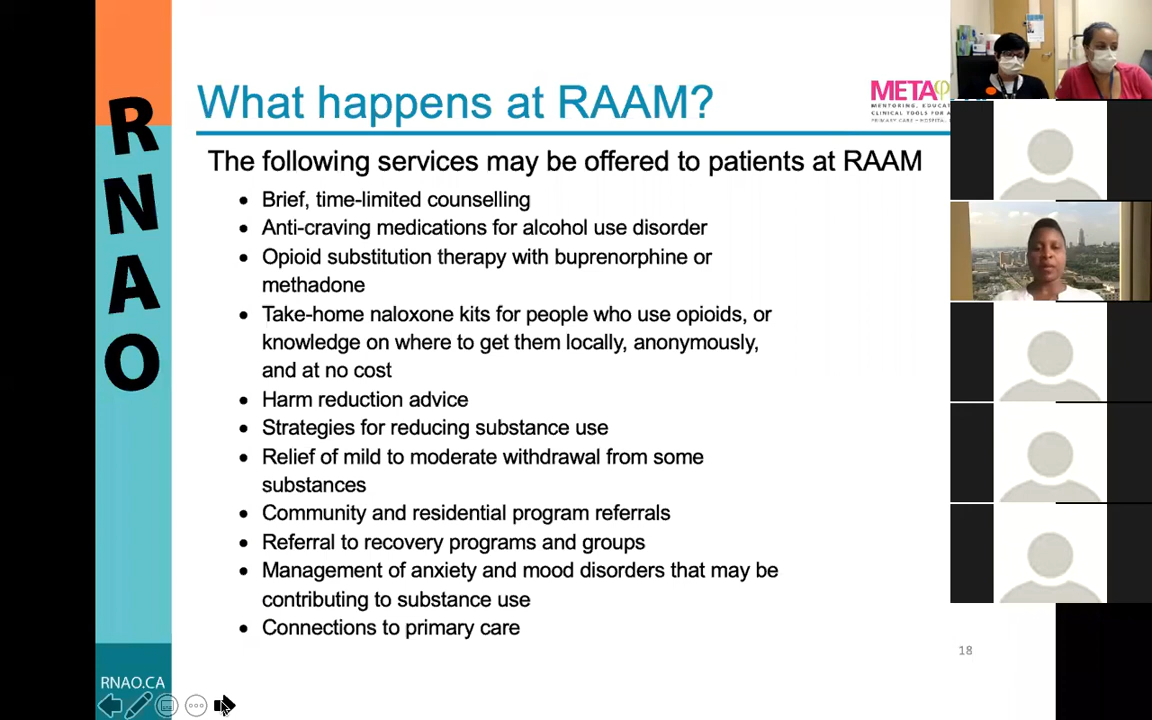 RNAO
What happens at RAAM?
META
The following services may be offered to patients at RAAM
• Brief, time-limited counselling
• Anti-craving medications for alcohol use disorder
• Opioid substitution therapy with buprenorphine or
methadone
• Take-home naloxone kits for people who use opioids, or
knowledge on where to get them locally, anonymously,
and at no cost
• Harm reduction advice
• Strategies for reducing substance use
• Relief of mild to moderate withdrawal from some
substances
• Community and residential program referrals
• Referral to recovery programs and groups
• Management of anxiety and mood disorders that may be
contributing to substance use
• Connections to primary care
18
RNAO.CA